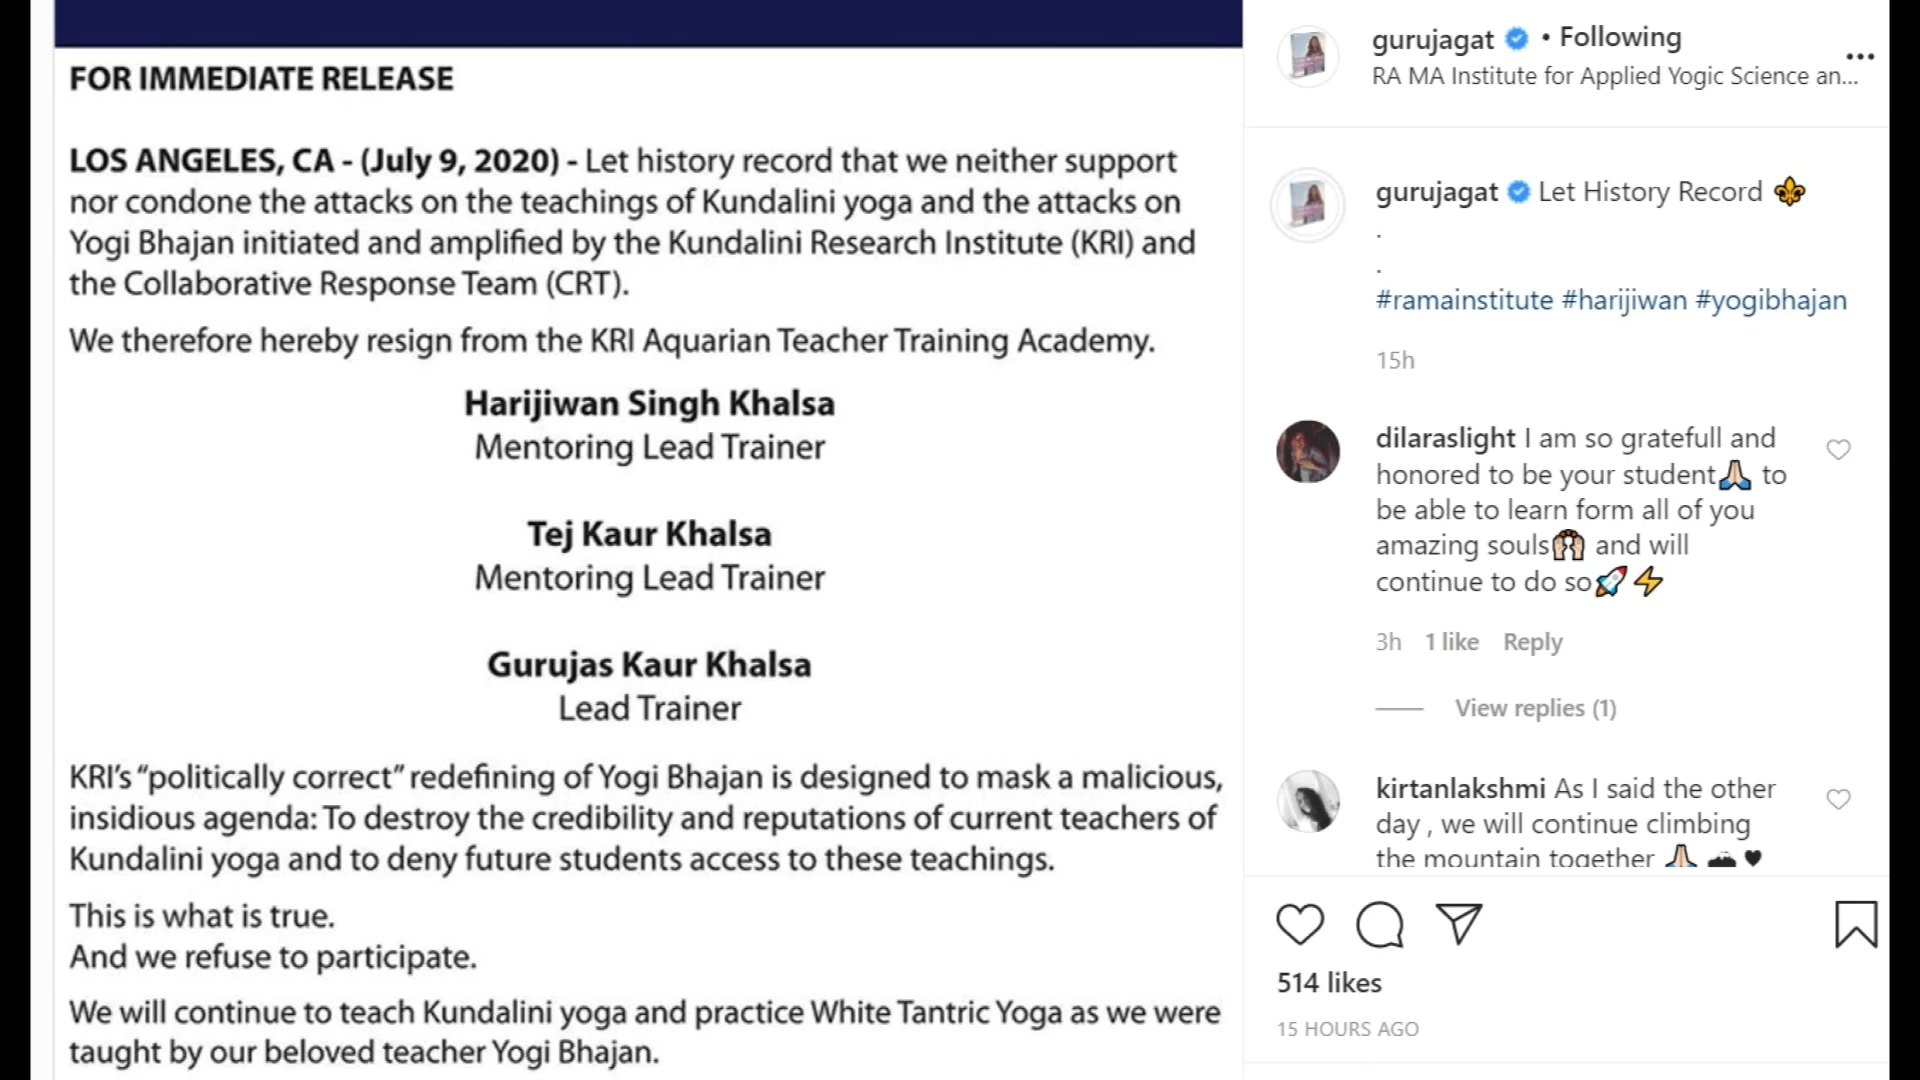 FOR IMMEDIATE RELEASE
LOS ANGELES, CA - (July 9, 2020) - Let history record that we neither support
nor condone the attacks on the teachings of Kundalini yoga and the attacks on
Yogi Bhajan initiated and amplified by the Kundalini Research Institute (KRI) and
the Collaborative Response Team (CRT).
We therefore hereby resign from the KRI Aquarian Teacher Training Academy.
Harijiwan Singh Khalsa
Mentoring Lead Trainer
Tej Kaur Khalsa
Mentoring Lead Trainer
Gurujas Kaur Khalsa
Lead Trainer
KRI's “politically correct” redefining of Yogi Bhajan is designed to mask a malicious,
insidious agenda: To destroy the credibility and reputations of current teachers of
Kundalini yoga and to deny future students access to these teachings.
This is what is true.
And we refuse to participate.
We will continue to teach Kundalini yoga and practice White Tantric Yoga as we were
taught by our beloved teacher Yogi Bhajan.
gurujagat • Following
RA MA Institute for Applied Yogic Science an...
gurujagat Let History Record ⚜️
.
.
#ramainstitute #harijiwan #yogibhajan
15h
dilaraslight I am so gratefull and
honored to be your student🙏🏻 to
be able to learn form all of you
amazing souls🙌🏻 and will
continue to do so🚀⚡
3h 1 like Reply
View replies (1)
kirtanlakshmi As I said the other
day , we will continue climbing
the mountain together 🙏🏻 🗻 ♥
514 likes
15 HOURS AGO